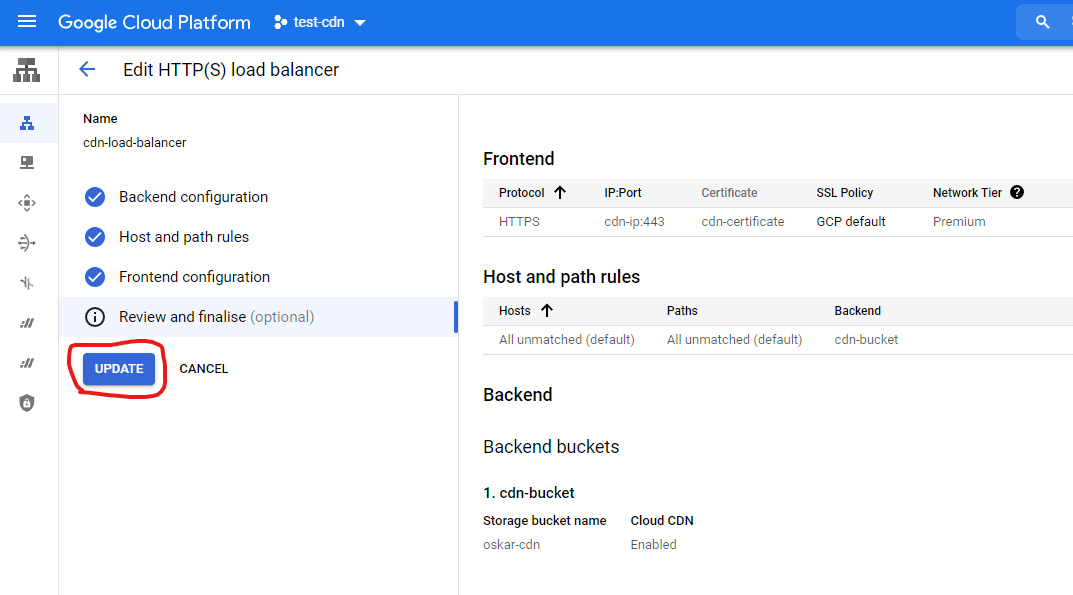 Google Cloud Platform
test-cdn
Edit HTTP(S) load balancer
Name
cdn-load-balancer
Backend configuration
Host and path rules
Frontend configuration
Review and finalise (optional)
UPDATE
CANCEL
Frontend
Protocol IP:Port Certificate SSL Policy Network Tier ?
HTTPS cdn-ip:443 cdn-certificate GCP default Premium
Host and path rules
Hosts Paths Backend
All unmatched (default) All unmatched (default) cdn-bucket
Backend
Backend buckets
1. cdn-bucket
Storage bucket name Cloud CDN
oskar-cdn Enabled